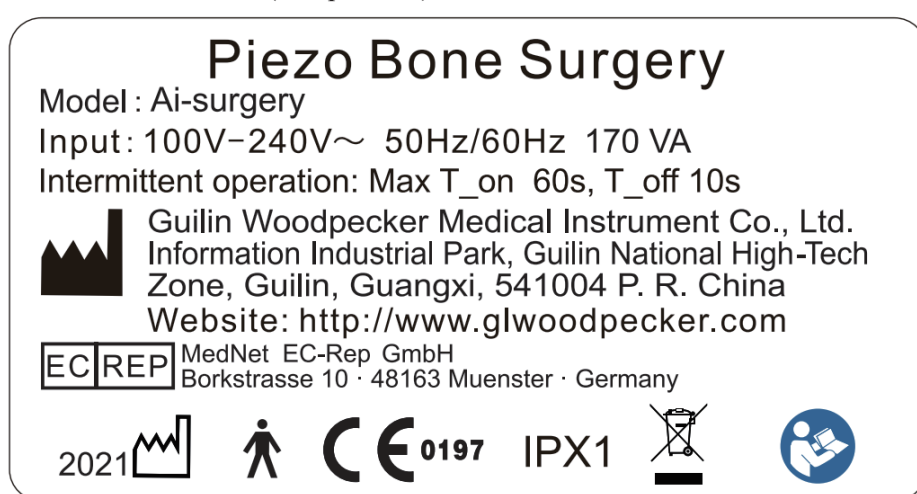 Piezo Bone Surgery
Model : Ai-surgery
Input : 100V-240V～ 50Hz/60Hz 170 VA
Intermittent operation: Max T_on 60s, T_off 10s
Guilin Woodpecker Medical Instrument Co., Ltd.
Information Industrial Park, Guilin National High-Tech
Zone, Guilin, Guangxi, 541004 P. R. China
Website: http://www.glwoodpecker.com
EC REP MedNet EC-Rep GmbH
Borkstrasse 10 · 48163 Muenster · Germany
2021 CE 0197 IPX1